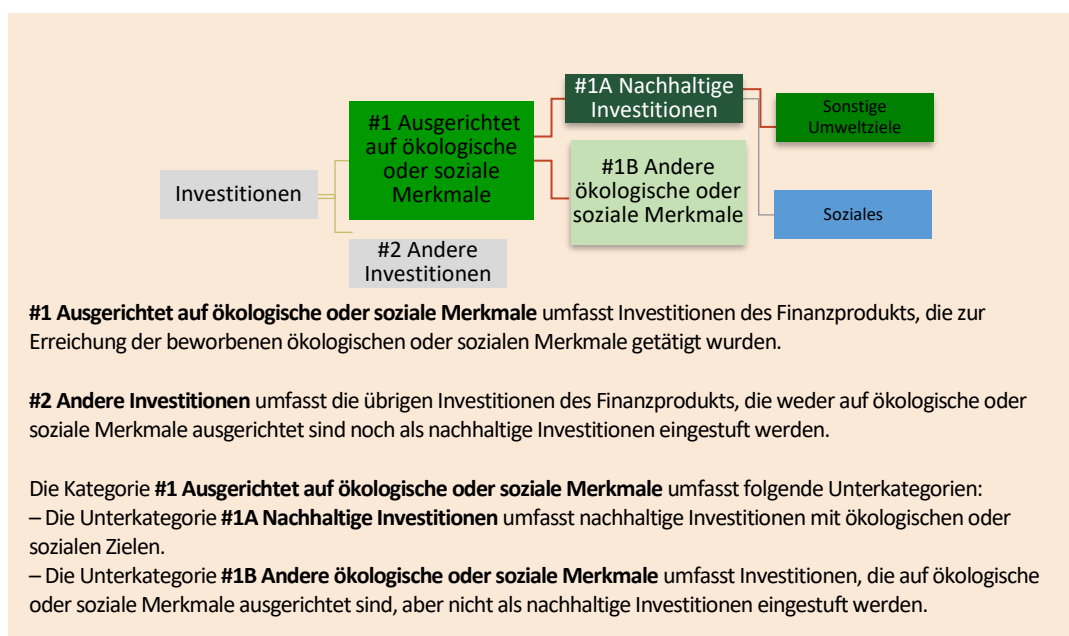 #1A Nachhaltige
Investitionen
Sonstige
Umweltziele
#1 Ausgerichtet
auf ökologische
oder soziale
Merkmale
#1B Andere
ökologische oder
soziale Merkmale
Investitionen
Soziales
#2 Andere
Investitionen
#1 Ausgerichtet auf ökologische oder soziale Merkmale umfasst Investitionen des Finanzprodukts, die zur
Erreichung der beworbenen ökologischen oder sozialen Merkmale getätigt wurden.
#2 Andere Investitionen umfasst die übrigen Investitionen des Finanzprodukts, die weder auf ökologische oder
soziale Merkmale ausgerichtet sind noch als nachhaltige Investitionen eingestuft werden.
Die Kategorie #1 Ausgerichtet auf ökologische oder soziale Merkmale umfasst folgende Unterkategorien:
– Die Unterkategorie #1A Nachhaltige Investitionen umfasst nachhaltige Investitionen mit ökologischen oder
sozialen Zielen.
– Die Unterkategorie #1B Andere ökologische oder soziale Merkmale umfasst Investitionen, die auf ökologische
oder soziale Merkmale ausgerichtet sind, aber nicht als nachhaltige Investitionen eingestuft werden.